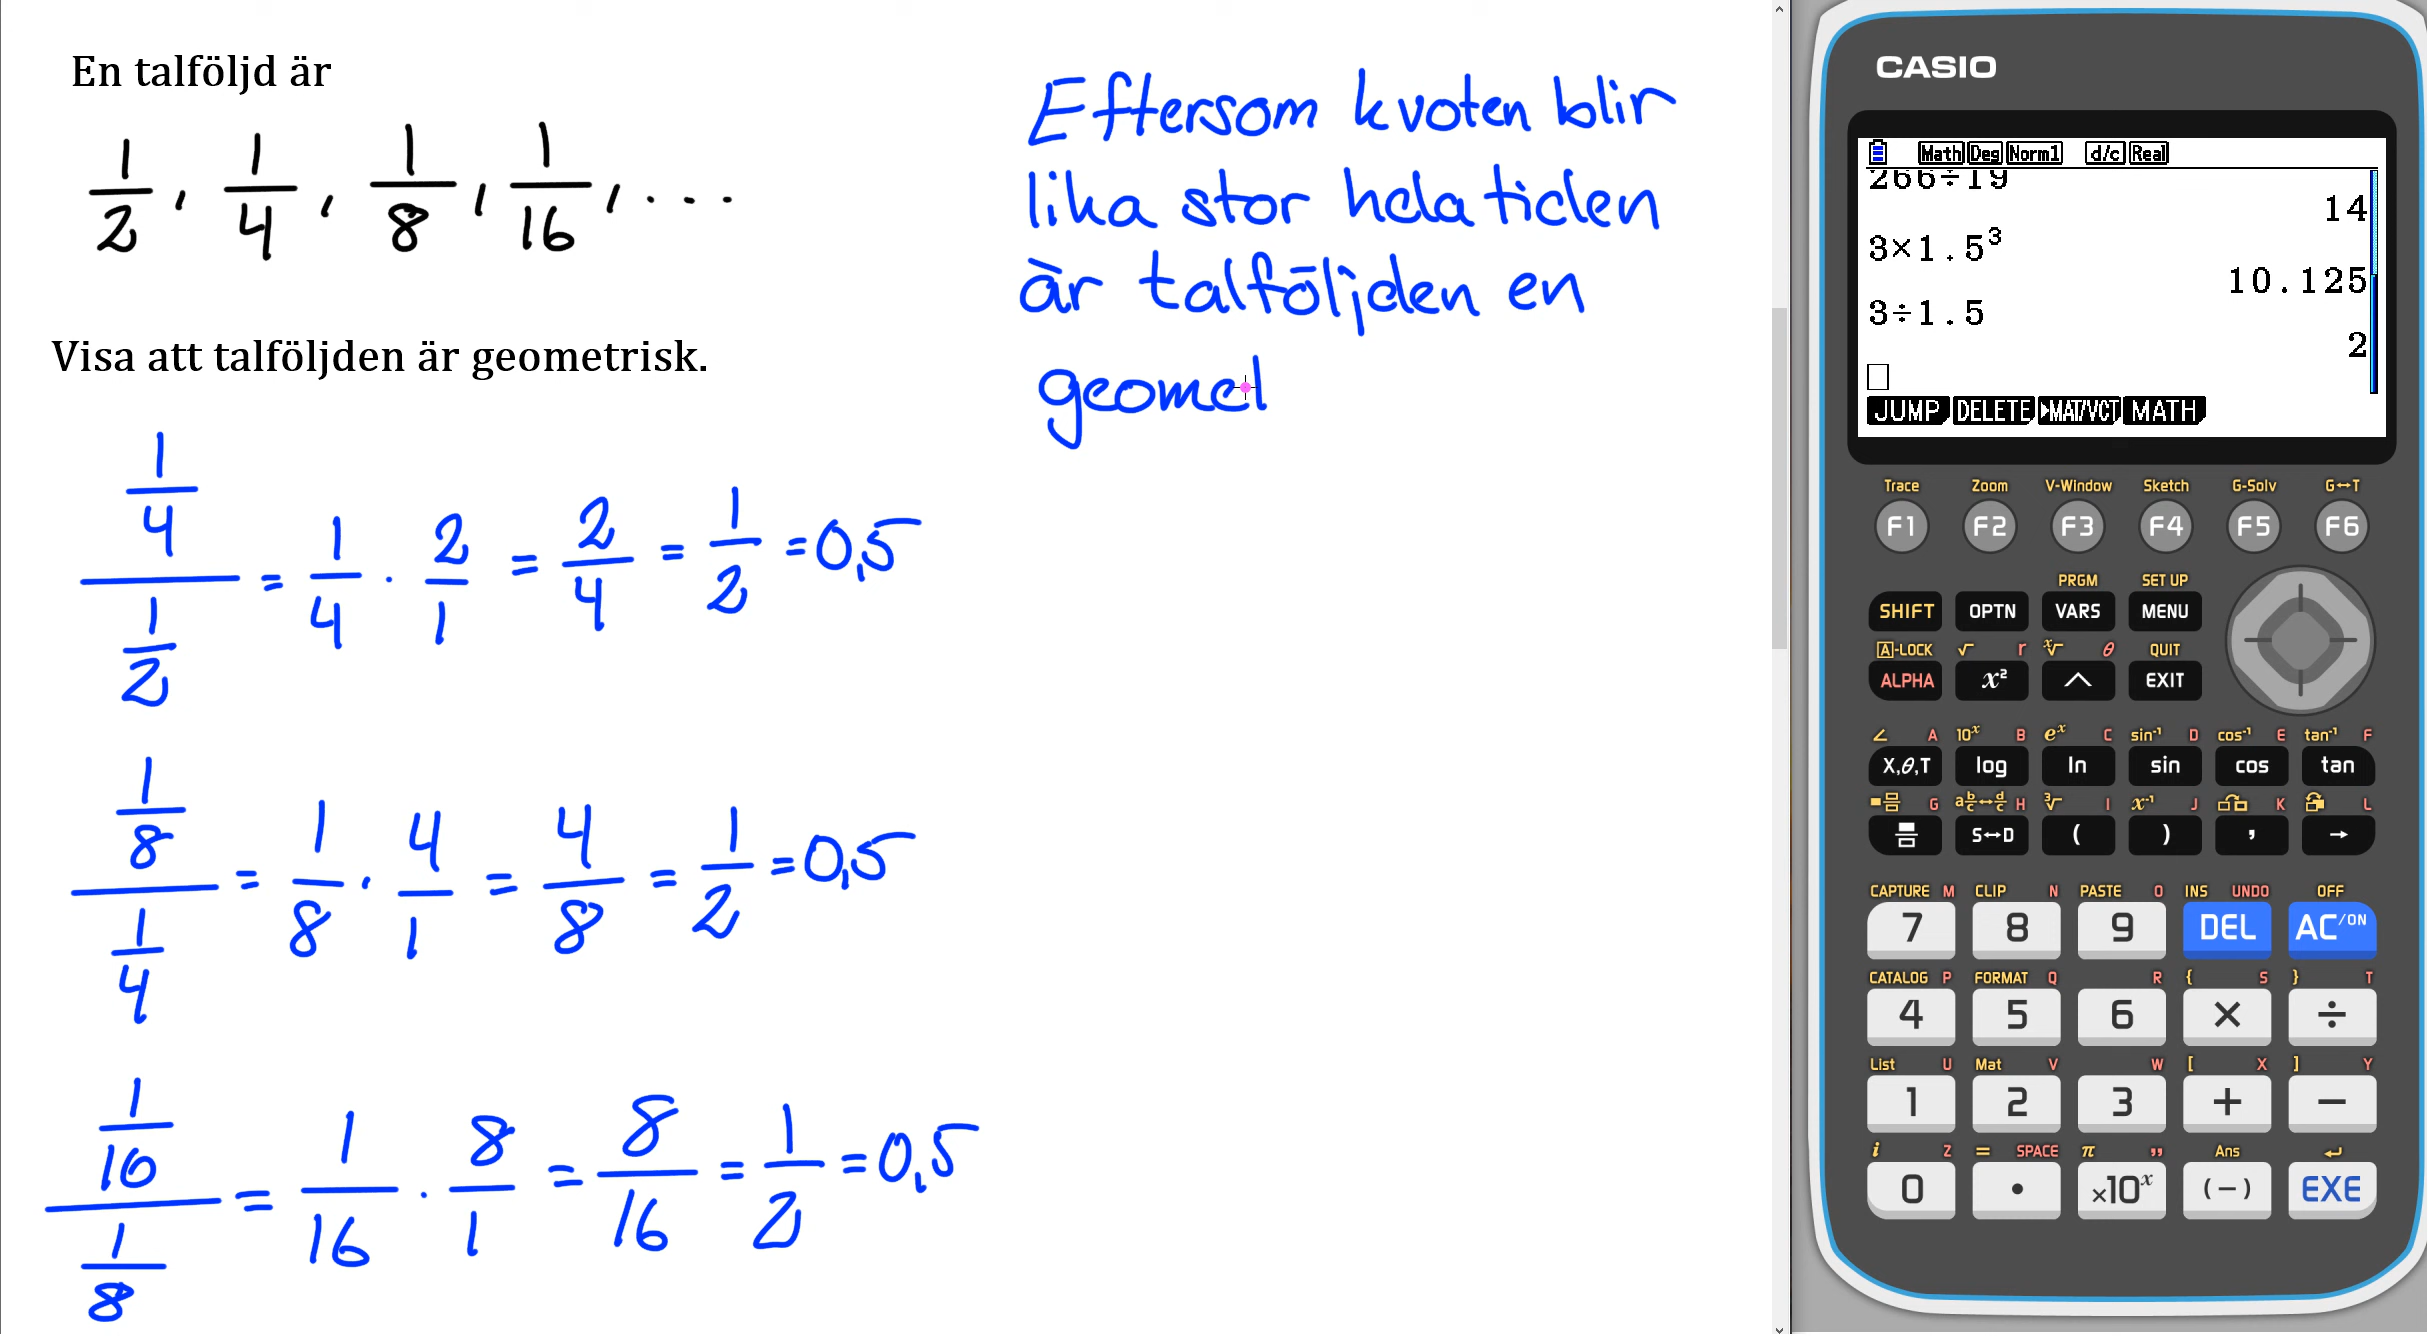 En talföljd är
1/2, 1/4, 1/8, 1/16, ...
Visa att talföljden är geometrisk.
(1/4)/(1/2) = 1/4 · 2/1 = 2/4 = 1/2 = 0,5
(1/8)/(1/4) = 1/8 · 4/1 = 4/8 = 1/2 = 0,5
(1/16)/(1/8) = 1/16 · 8/1 = 8/16 = 1/2 = 0,5
Eftersom kvoten blir
lika stor hela tiden
är talföljden en
geomet
CASIO
Math Deg Norm1 d/c Real
266÷19
14
3×1.5³
10.125
3÷1.5
2
JUMP DELETE ▶MAT/VCT MATH
Trace Zoom V-Window Sketch G-Solv G↔T
F1 F2 F3 F4 F5 F6
PRGM SET UP
SHIFT OPTN VARS MENU
A-LOCK √ r ˣ√ θ QUIT
ALPHA x² ^ EXIT
∠ A 10ˣ B eˣ C sin⁻¹ D cos⁻¹ E tan⁻¹ F
X,θ,T log ln sin cos tan
G a b/c↔d/c H ³√ I x⁻¹ J K L
S↔D ( ) , →
CAPTURE M CLIP N PASTE O INS UNDO OFF
7 8 9 DEL AC/ON
CATALOG P FORMAT Q R { S } T
4 5 6 × ÷
List U Mat V W [ X ] Y
1 2 3 + −
i Z = SPACE π " Ans ↵
0 • ×10ˣ (−) EXE